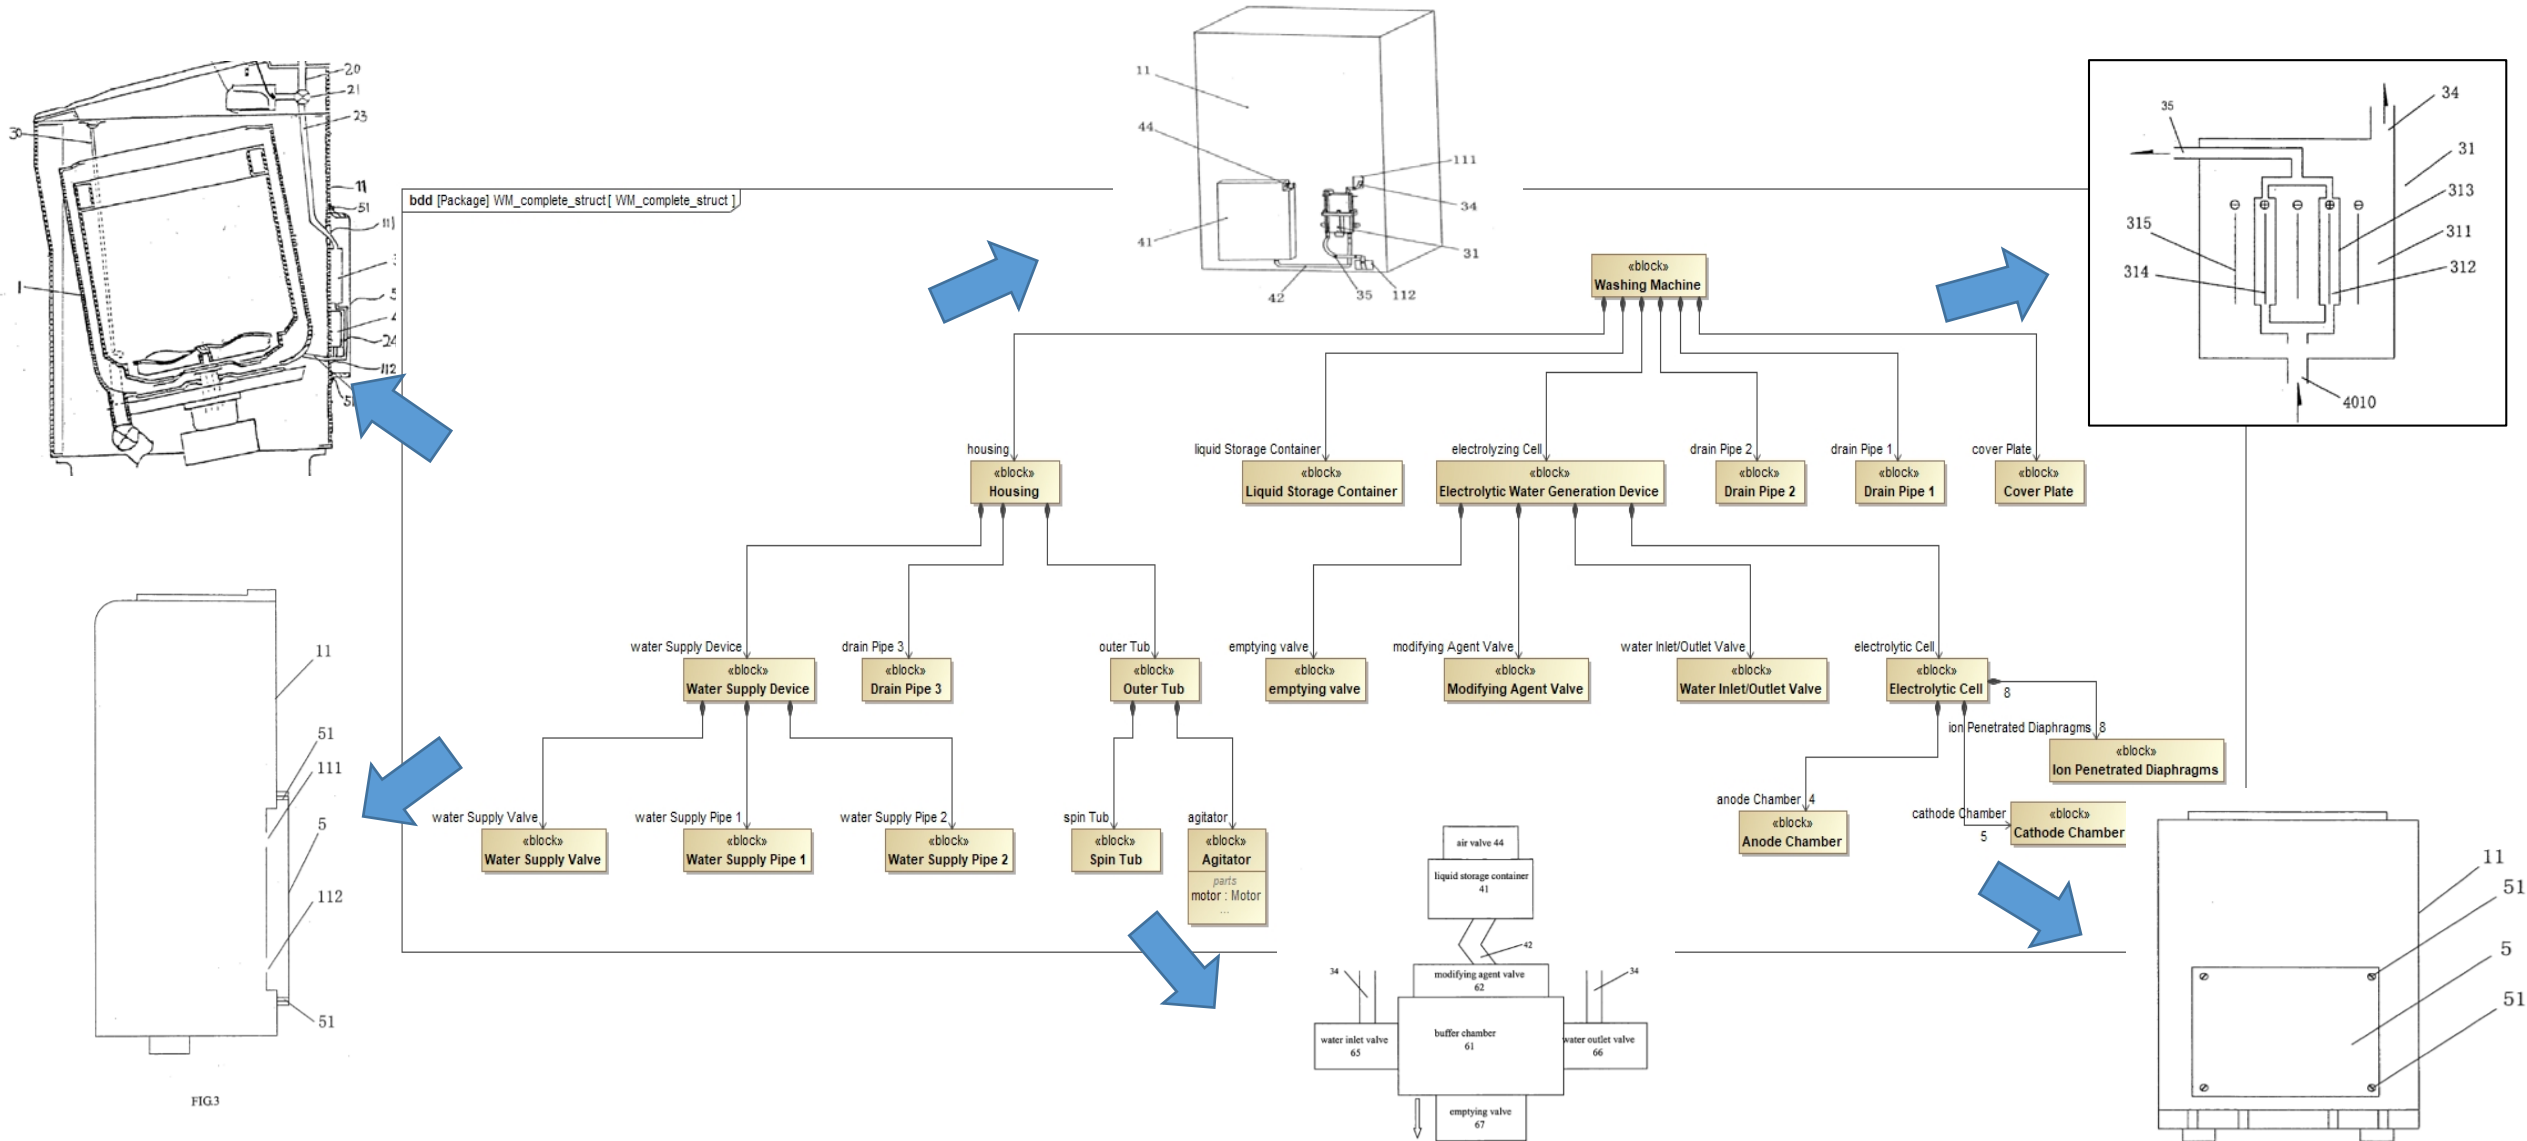 20
21
23
30
11
51
1
24
112
11
44
41
111
34
31
42
35
112
34
35
31
313
315
311
314
312
4010
bdd [Package] WM_complete_struct [ WM_complete_struct ]
«block»
Washing Machine
housing
«block»
Housing
liquid Storage Container
«block»
Liquid Storage Container
electrolyzing Cell
«block»
Electrolytic Water Generation Device
drain Pipe 2
«block»
Drain Pipe 2
drain Pipe 1
«block»
Drain Pipe 1
cover Plate
«block»
Cover Plate
water Supply Device
«block»
Water Supply Device
drain Pipe 3
«block»
Drain Pipe 3
outer Tub
«block»
Outer Tub
emptying valve
«block»
emptying valve
modifying Agent Valve
«block»
Modifying Agent Valve
water Inlet/Outlet Valve
«block»
Water Inlet/Outlet Valve
electrolytic Cell
«block»
Electrolytic Cell
8
ion Penetrated Diaphragms 8
«block»
Ion Penetrated Diaphragms
water Supply Valve
«block»
Water Supply Valve
water Supply Pipe 1
«block»
Water Supply Pipe 1
water Supply Pipe 2
«block»
Water Supply Pipe 2
spin Tub
«block»
Spin Tub
agitator
«block»
Agitator
parts
motor : Motor
...
anode Chamber 4
«block»
Anode Chamber
cathode Chamber
5
«block»
Cathode Chamber
11
51
111
5
112
51
FIG.3
air valve 44
liquid storage container
41
42
34
modifying agent valve
62
34
water inlet valve
65
buffer chamber
61
water outlet valve
66
emptying valve
67
11
51
5
51